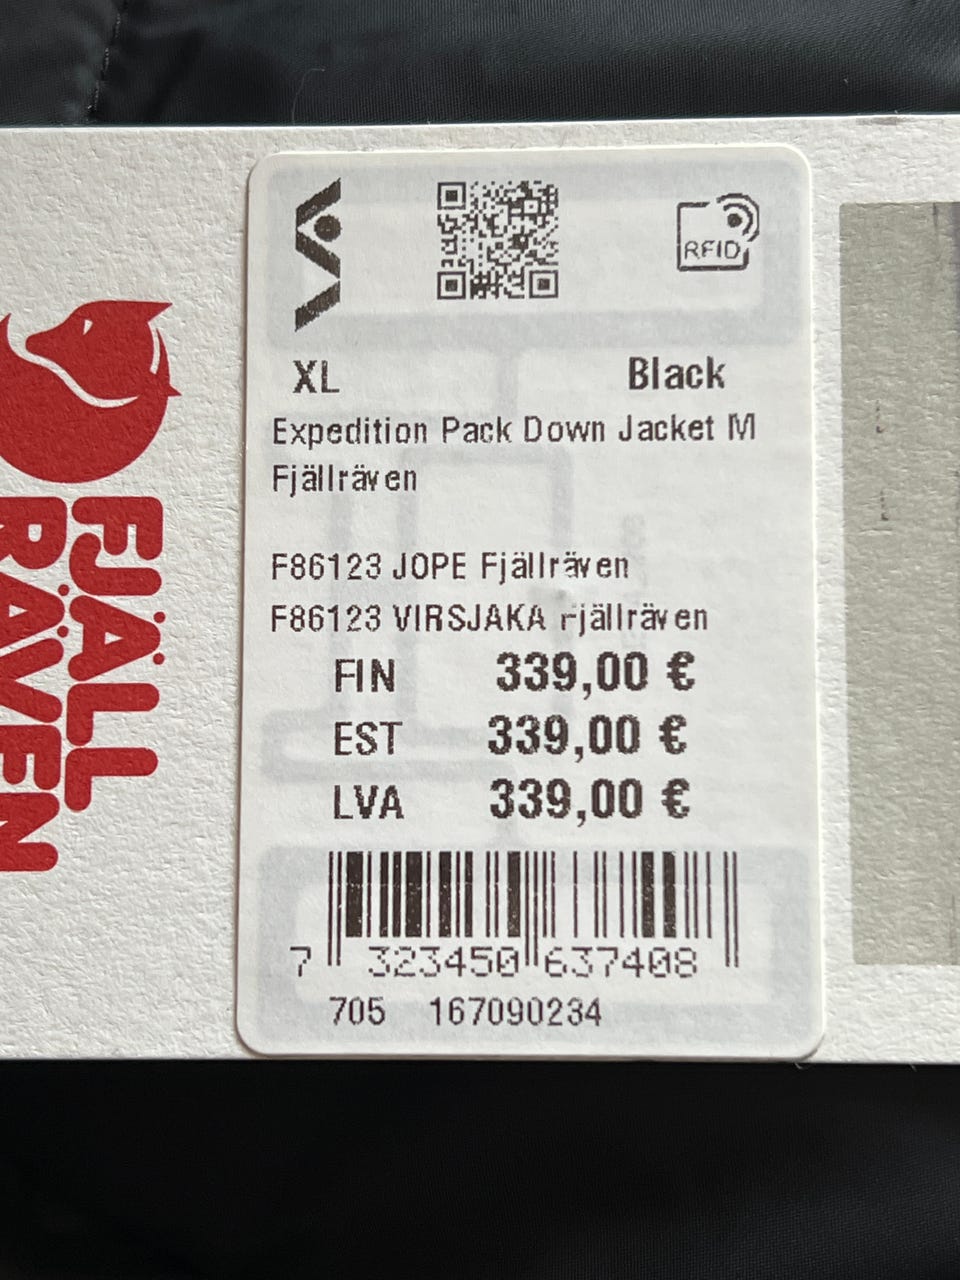 RFID
XL Black
Expedition Pack Down Jacket M
Fjällräven
F86123 JOPE Fjällräven
F86123 VIRSJAKA Fjällräven
FIN 339,00 €
EST 339,00 €
LVA 339,00 €
7 323450 637408
705 167090234
FJÄLL
RÄVEN